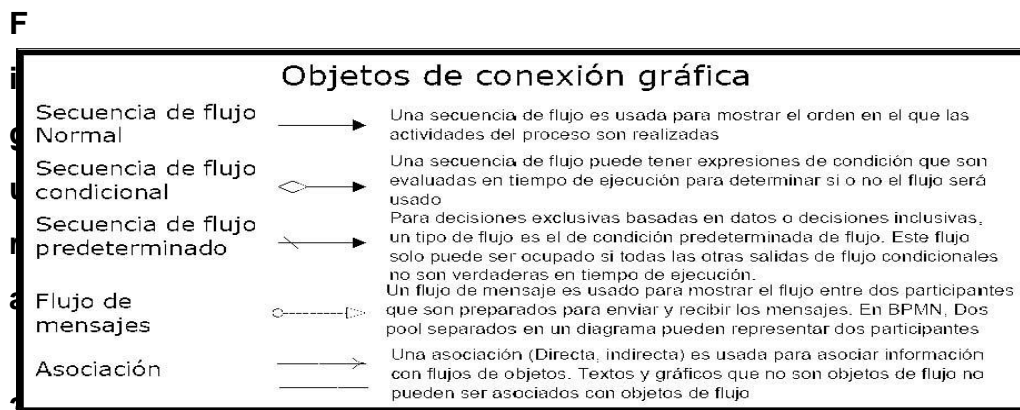 F
i
g
u
r
a
Objetos de conexión gráfica
Secuencia de flujo
Normal
Una secuencia de flujo es usada para mostrar el orden en el que las
actividades del proceso son realizadas
Secuencia de flujo
condicional
Una secuencia de flujo puede tener expresiones de condición que son
evaluadas en tiempo de ejecución para determinar si o no el flujo será
usado
Secuencia de flujo
predeterminado
Para decisiones exclusivas basadas en datos o decisiones inclusivas,
un tipo de flujo es el de condición predeterminada de flujo. Este flujo
solo puede ser ocupado si todas las otras salidas de flujo condicionales
no son verdaderas en tiempo de ejecución.
Flujo de
mensajes
Un flujo de mensaje es usado para mostrar el flujo entre dos participantes
que son preparados para enviar y recibir los mensajes. En BPMN, Dos
pool separados en un diagrama pueden representar dos participantes
Asociación
Una asociación (Directa, indirecta) es usada para asociar información
con flujos de objetos. Textos y gráficos que no son objetos de flujo no
pueden ser asociados con objetos de flujo